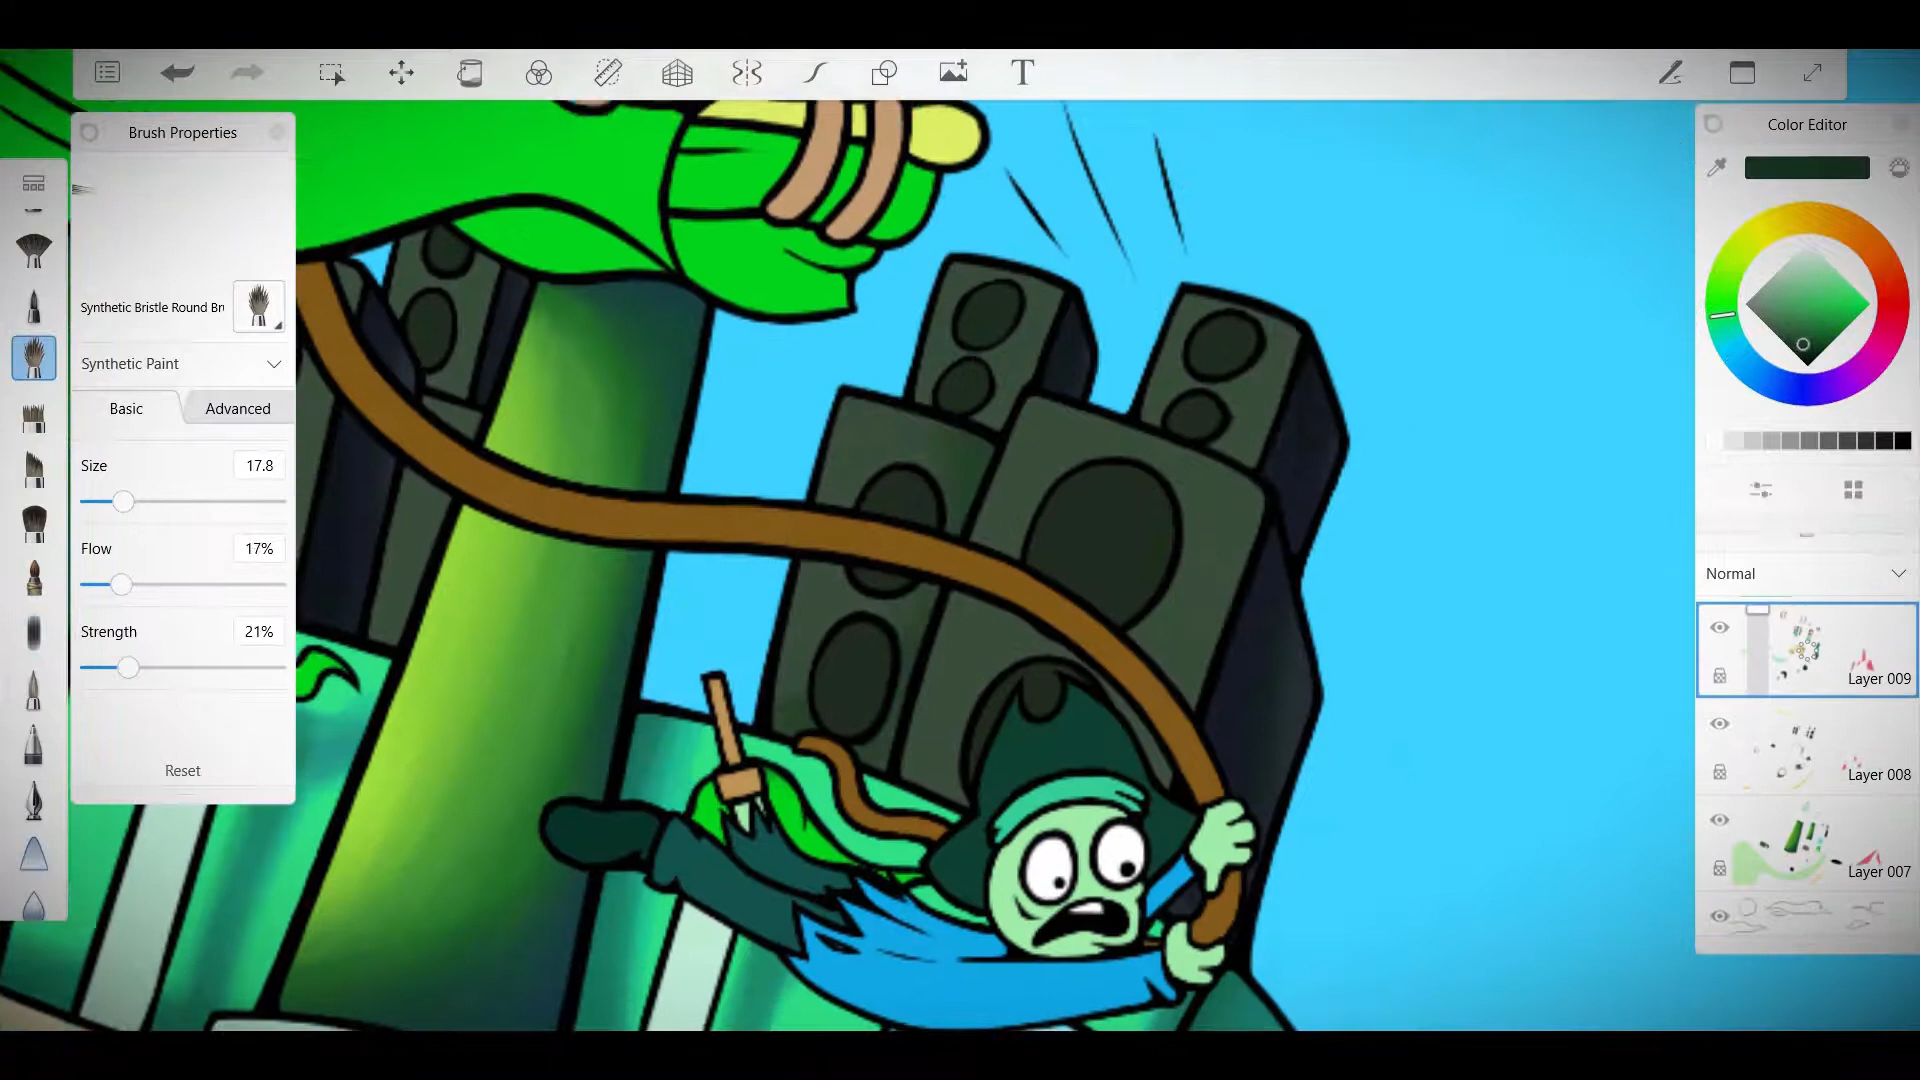 T
Brush Properties
Color Editor
Synthetic Bristle Round Br
Synthetic Paint
Basic
Advanced
Size
17.8
Flow
17%
Strength
21%
Reset
Normal
Layer 009
Layer 008
Layer 007